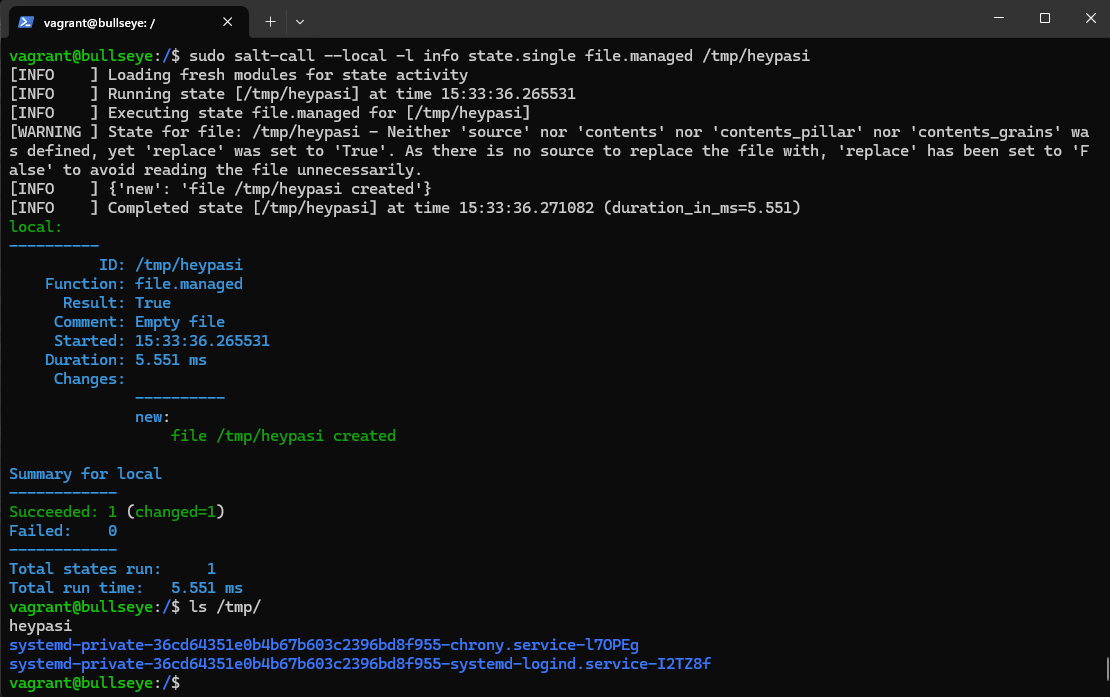 vagrant@bullseye: /
vagrant@bullseye:/$ sudo salt-call --local -l info state.single file.managed /tmp/heypasi
[INFO    ] Loading fresh modules for state activity
[INFO    ] Running state [/tmp/heypasi] at time 15:33:36.265531
[INFO    ] Executing state file.managed for [/tmp/heypasi]
[WARNING ] State for file: /tmp/heypasi - Neither 'source' nor 'contents' nor 'contents_pillar' nor 'contents_grains' wa
s defined, yet 'replace' was set to 'True'. As there is no source to replace the file with, 'replace' has been set to 'F
alse' to avoid reading the file unnecessarily.
[INFO    ] {'new': 'file /tmp/heypasi created'}
[INFO    ] Completed state [/tmp/heypasi] at time 15:33:36.271082 (duration_in_ms=5.551)
local:
----------
          ID: /tmp/heypasi
    Function: file.managed
      Result: True
     Comment: Empty file
     Started: 15:33:36.265531
    Duration: 5.551 ms
     Changes:
              ----------
              new:
                  file /tmp/heypasi created
Summary for local
------------
Succeeded: 1 (changed=1)
Failed:    0
------------
Total states run:     1
Total run time:   5.551 ms
vagrant@bullseye:/$ ls /tmp/
heypasi
systemd-private-36cd64351e0b4b67b603c2396bd8f955-chrony.service-l7OPEg
systemd-private-36cd64351e0b4b67b603c2396bd8f955-systemd-logind.service-I2TZ8f
vagrant@bullseye:/$